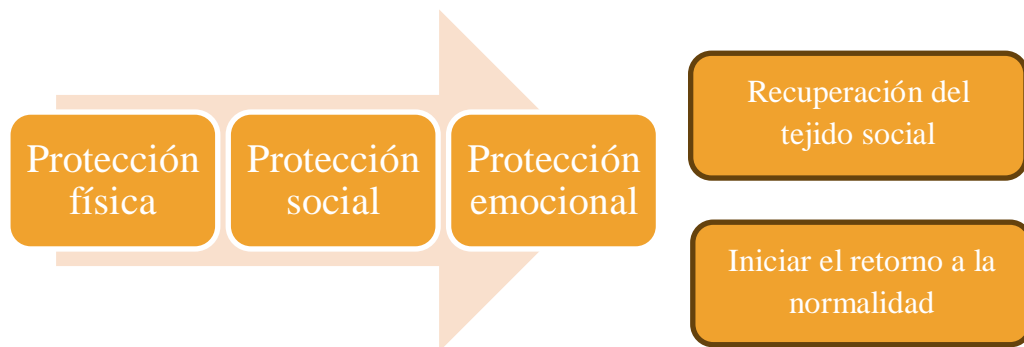 Protección
física
Protección
social
Protección
emocional
Recuperación del
tejido social
Iniciar el retorno a la
normalidad